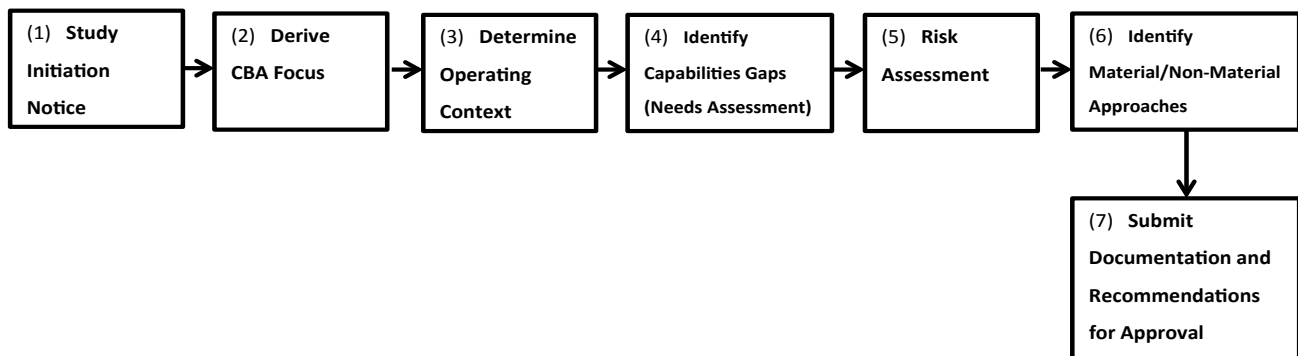 (1) Study
Initiation
Notice
(2) Derive
CBA Focus
(3) Determine
Operating
Context
(4) Identify
Capabilities Gaps
(Needs Assessment)
(5) Risk
Assessment
(6) Identify
Material/Non-Material
Approaches
(7) Submit
Documentation and
Recommendations
for Approval